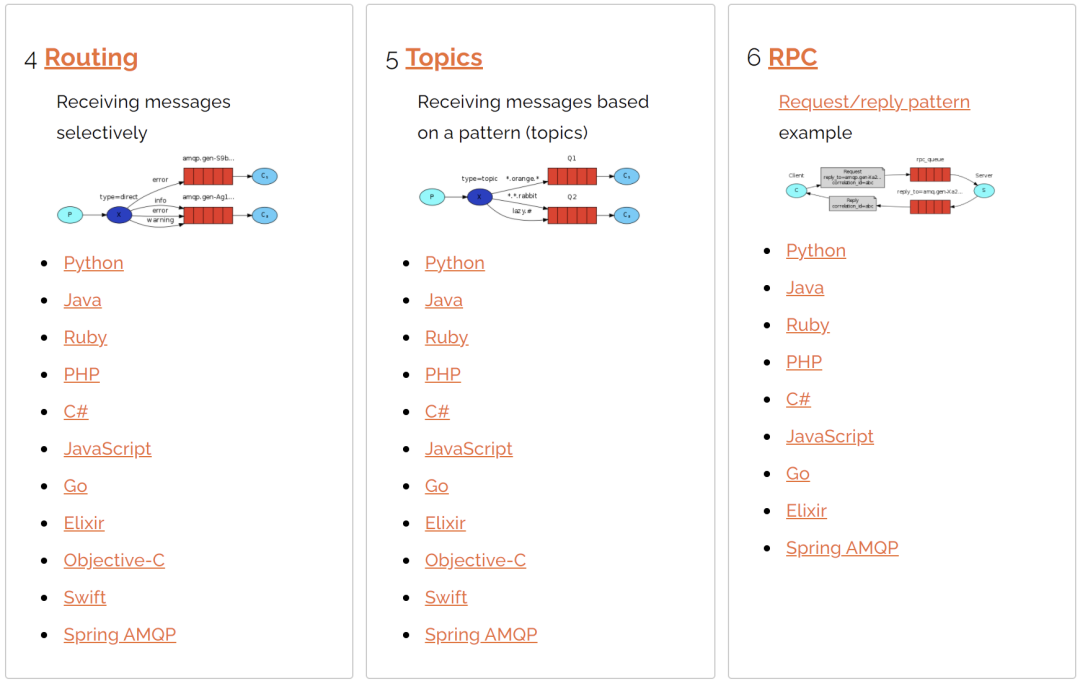 4 Routing
Receiving messages
selectively
amqp.gen-S9b...
error
C₁
type=direct
P
X
info
amqp.gen-Ag1...
error
warning
C₂
Python
Java
Ruby
PHP
C#
JavaScript
Go
Elixir
Objective-C
Swift
Spring AMQP
5 Topics
Receiving messages based
on a pattern (topics)
Q1
type=topic
*.orange.*
C₁
P
X
*.*.rabbit
Q2
lazy.#
C₂
Python
Java
Ruby
PHP
C#
JavaScript
Go
Elixir
Objective-C
Swift
Spring AMQP
6 RPC
Request/reply pattern
example
rpc_queue
Client
Request
reply_to=amqp.gen-Xa2...
correlation_id=abc
Server
C
S
reply_to=amq.gen-Xa2...
Reply
correlation_id=abc
Python
Java
Ruby
PHP
C#
JavaScript
Go
Elixir
Spring AMQP